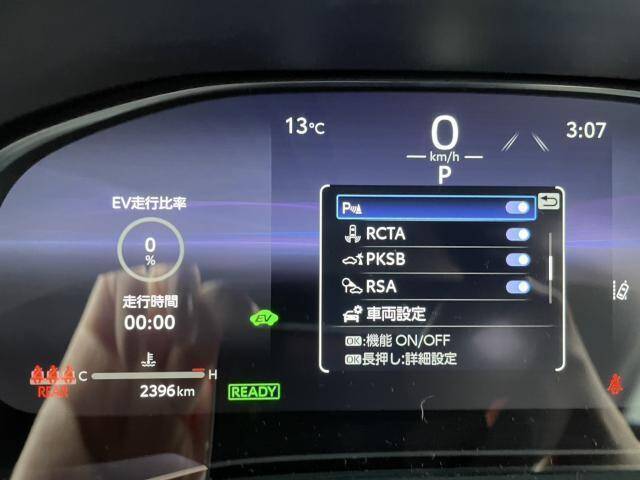 13℃
0
km/h
P
3:07
EV走行比率
0
%
走行時間
00:00
EV
C
H
REAR
2396 km
READY
P
RCTA
PKSB
RSA
車両設定
OK:機能 ON/OFF
OK長押し:詳細設定